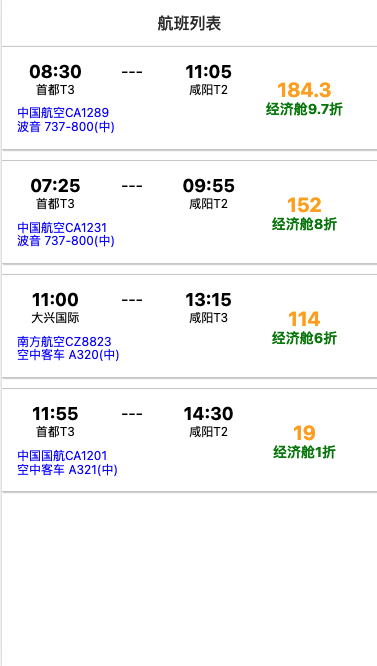 航班列表
08:30 --- 11:05
首都T3 咸阳T2
184.3
经济舱9.7折
中国航空CA1289
波音 737-800(中)
07:25 --- 09:55
首都T3 咸阳T2
152
经济舱8折
中国航空CA1231
波音 737-800(中)
11:00 --- 13:15
大兴国际 咸阳T3
114
经济舱6折
南方航空CZ8823
空中客车 A320(中)
11:55 --- 14:30
首都T3 咸阳T2
19
经济舱1折
中国国航CA1201
空中客车 A321(中)